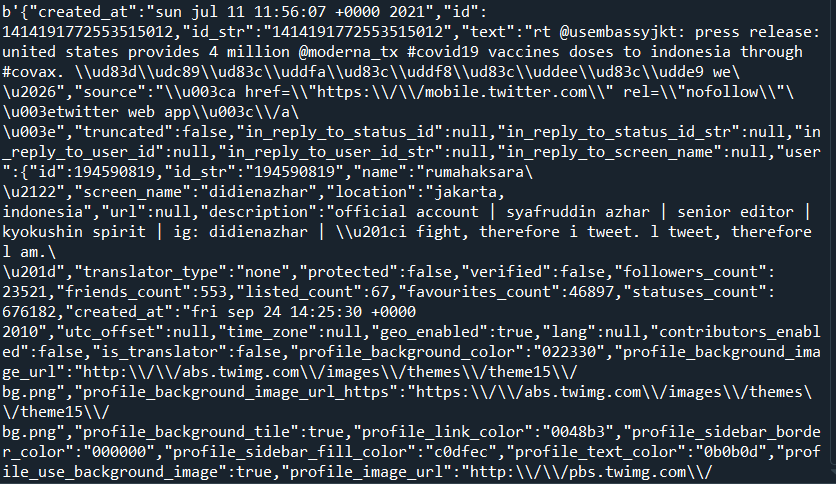 b'{"created_at":"sun jul 11 11:56:07 +0000 2021","id":
1414191772553515012,"id_str":"1414191772553515012","text":"rt @usembassyjkt: press release:
united states provides 4 million @moderna_tx #covid19 vaccines doses to indonesia through
#covax. \\ud83d\\udc89\\ud83c\\uddfa\\ud83c\\uddf8\\ud83c\\uddee\\ud83c\\udde9 we\
\u2026","source":"\\u003ca href=\\"https:\\/\\/mobile.twitter.com\\" rel=\\"nofollow\\"\
\u003etwitter web app\\u003c\\/a\
\u003e","truncated":false,"in_reply_to_status_id":null,"in_reply_to_status_id_str":null,"in
_reply_to_user_id":null,"in_reply_to_user_id_str":null,"in_reply_to_screen_name":null,"user
":{"id":194590819,"id_str":"194590819","name":"rumahaksara\
\u2122","screen_name":"didienazhar","location":"jakarta,
indonesia","url":null,"description":"official account | syafruddin azhar | senior editor |
kyokushin spirit | ig: didienazhar | \\u201ci fight, therefore i tweet. l tweet, therefore
l am.\
\u201d","translator_type":"none","protected":false,"verified":false,"followers_count":
23521,"friends_count":553,"listed_count":67,"favourites_count":46897,"statuses_count":
676182,"created_at":"fri sep 24 14:25:30 +0000
2010","utc_offset":null,"time_zone":null,"geo_enabled":true,"lang":null,"contributors_enabl
ed":false,"is_translator":false,"profile_background_color":"022330","profile_background_ima
ge_url":"http:\\/\\/abs.twimg.com\\/images\\/themes\\/theme15\\/
bg.png","profile_background_image_url_https":"https:\\/\\/abs.twimg.com\\/images\\/themes\
\/theme15\\/
bg.png","profile_background_tile":true,"profile_link_color":"0048b3","profile_sidebar_borde
r_color":"000000","profile_sidebar_fill_color":"c0dfec","profile_text_color":"0b0b0d","prof
ile_use_background_image":true,"profile_image_url":"http:\\/\\/pbs.twimg.com\\/